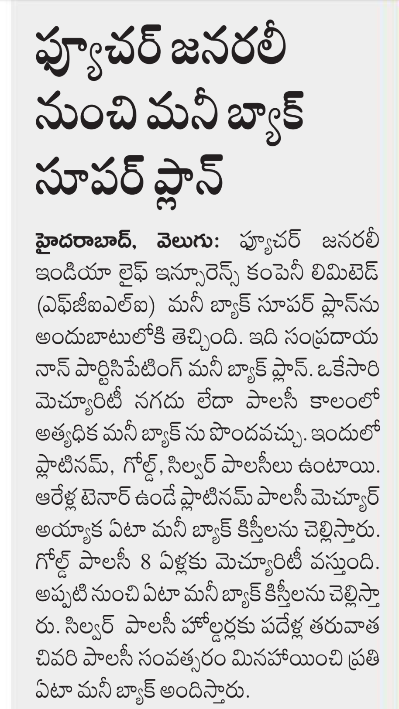 ఫ్యూచర్ జనరలీ
నుంచి మనీ బ్యాక్
సూపర్ ప్లాన్
హైదరాబాద్, వెలుగు: ఫ్యూచర్ జనరలీ
ఇండియా లైఫ్ ఇన్సూరెన్స్ కంపెనీ లిమిటెడ్
(ఎఫ్‌జీఐఎల్‌ఐ) మనీ బ్యాక్ సూపర్ ప్లాన్‌ను
అందుబాటులోకి తెచ్చింది. ఇది సంప్రదాయ
నాన్ పార్టిసిపేటింగ్ మనీ బ్యాక్ ప్లాన్. ఒకేసారి
మెచ్యూరిటీ నగదు లేదా పాలసీ కాలంలో
అత్యధిక మనీ బ్యాక్ ను పొందవచ్చు. ఇందులో
ప్లాటినమ్, గోల్డ్, సిల్వర్ పాలసీలు ఉంటాయి.
ఆరేళ్ల టెనార్ ఉండే ప్లాటినమ్ పాలసీ మెచ్యూర్
అయ్యాక ఏటా మనీ బ్యాక్ కిస్తీలను చెల్లిస్తారు.
గోల్డ్ పాలసీ 8 ఏళ్లకు మెచ్యూరిటీ వస్తుంది.
అప్పటి నుంచి ఏటా మనీ బ్యాక్ కిస్తీలను చెల్లిస్తా
రు. సిల్వర్ పాలసీ హోల్డర్లకు పదేళ్ల తరువాత
చివరి పాలసీ సంవత్సరం మినహాయించి ప్రతి
ఏటా మనీ బ్యాక్ అందిస్తారు.